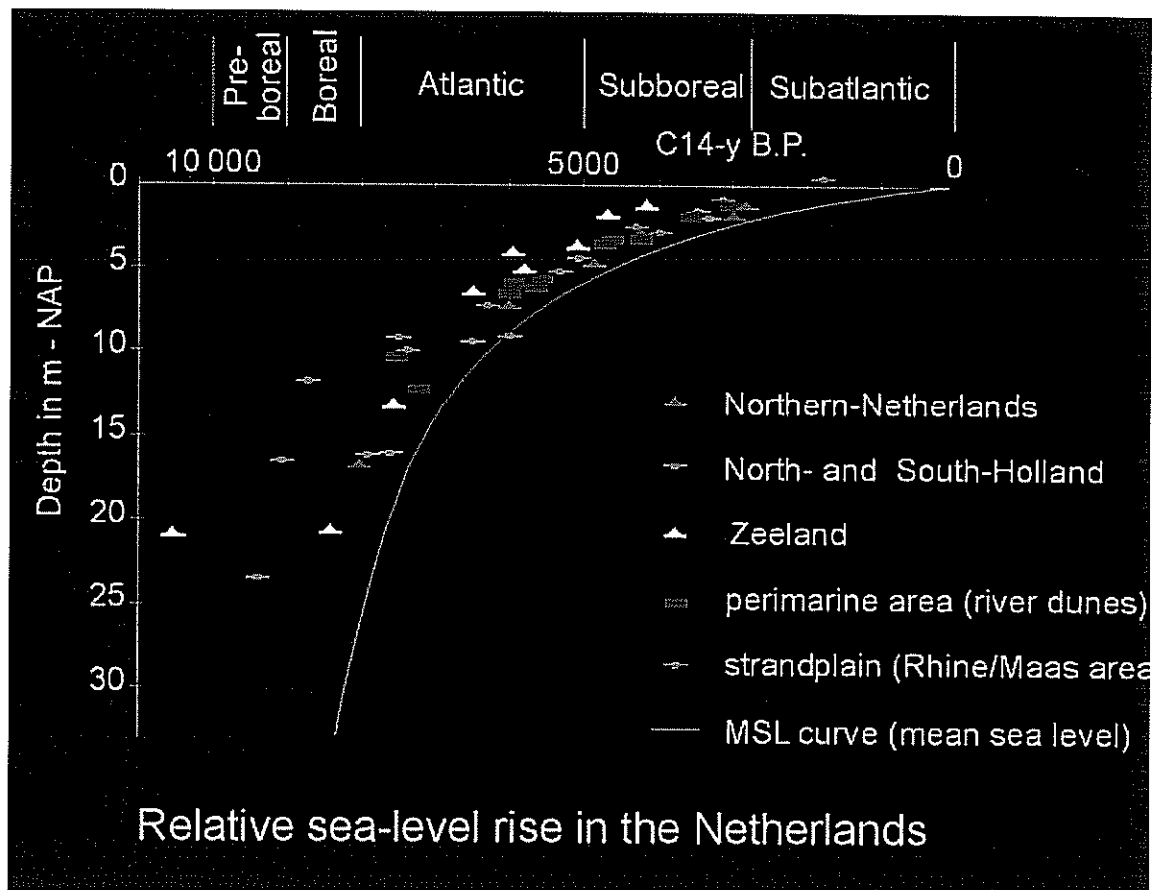 Pre-
boreal
Boreal
Atlantic
Subboreal
Subatlantic
C14-y B.P.
10 000
5000
0
0
5
10
15
20
25
30
Depth in m - NAP
Northern-Netherlands
North- and South-Holland
Zeeland
perimarine area (river dunes)
strandplain (Rhine/Maas area
MSL curve (mean sea level)
Relative sea-level rise in the Netherlands